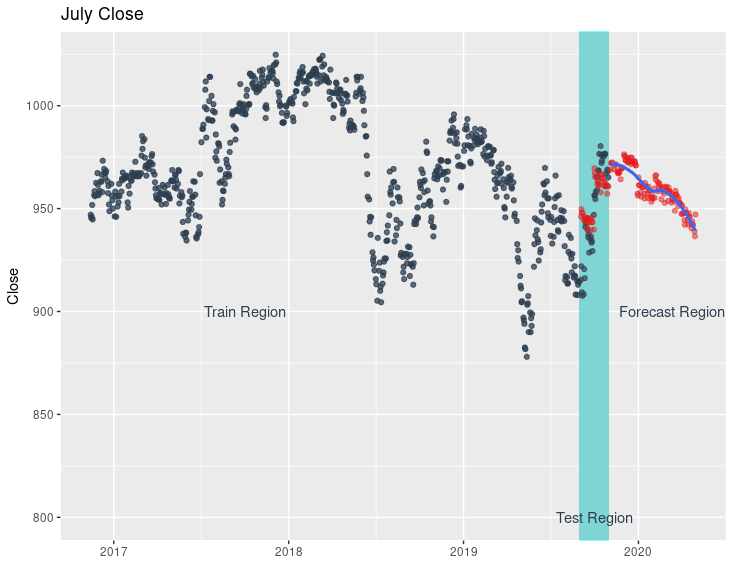 July Close
Close
1000
950
900
850
800
Train Region
Forecast Region
Test Region
2017
2018
2019
2020